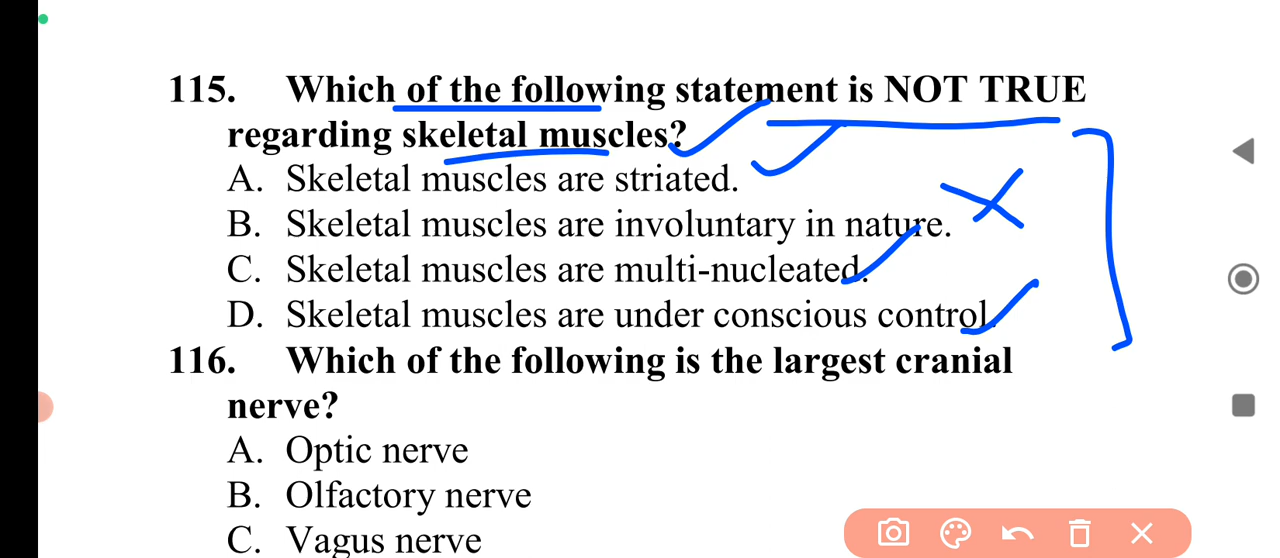 115. Which of the following statement is NOT TRUE
regarding skeletal muscles?
A. Skeletal muscles are striated.
B. Skeletal muscles are involuntary in nature.
C. Skeletal muscles are multi-nucleated.
D. Skeletal muscles are under conscious control.
116. Which of the following is the largest cranial
nerve?
A. Optic nerve
B. Olfactory nerve
C. Vagus nerve